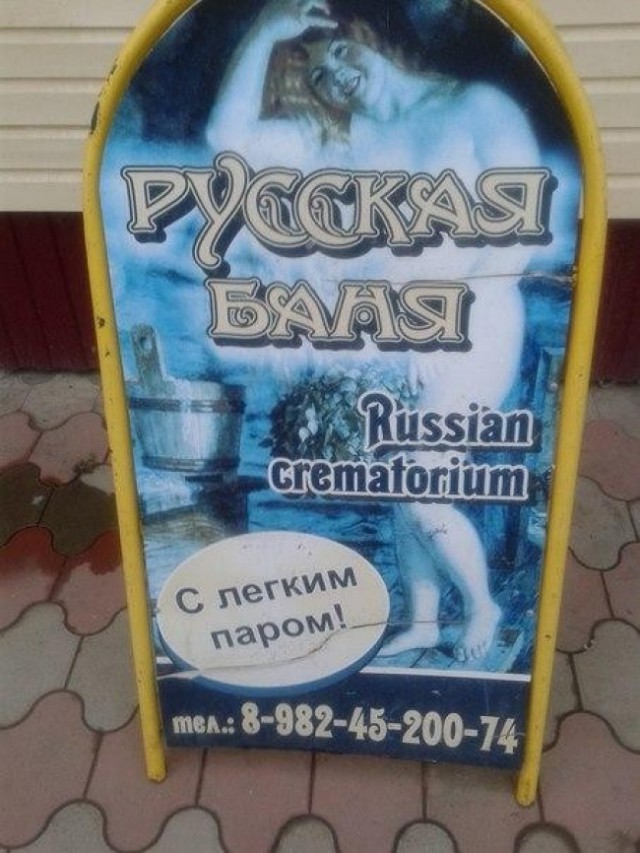 РУССКАЯ
БАНЯ
Russian
crematorium
С легким
паром!
тел.: 8-982-45-200-74